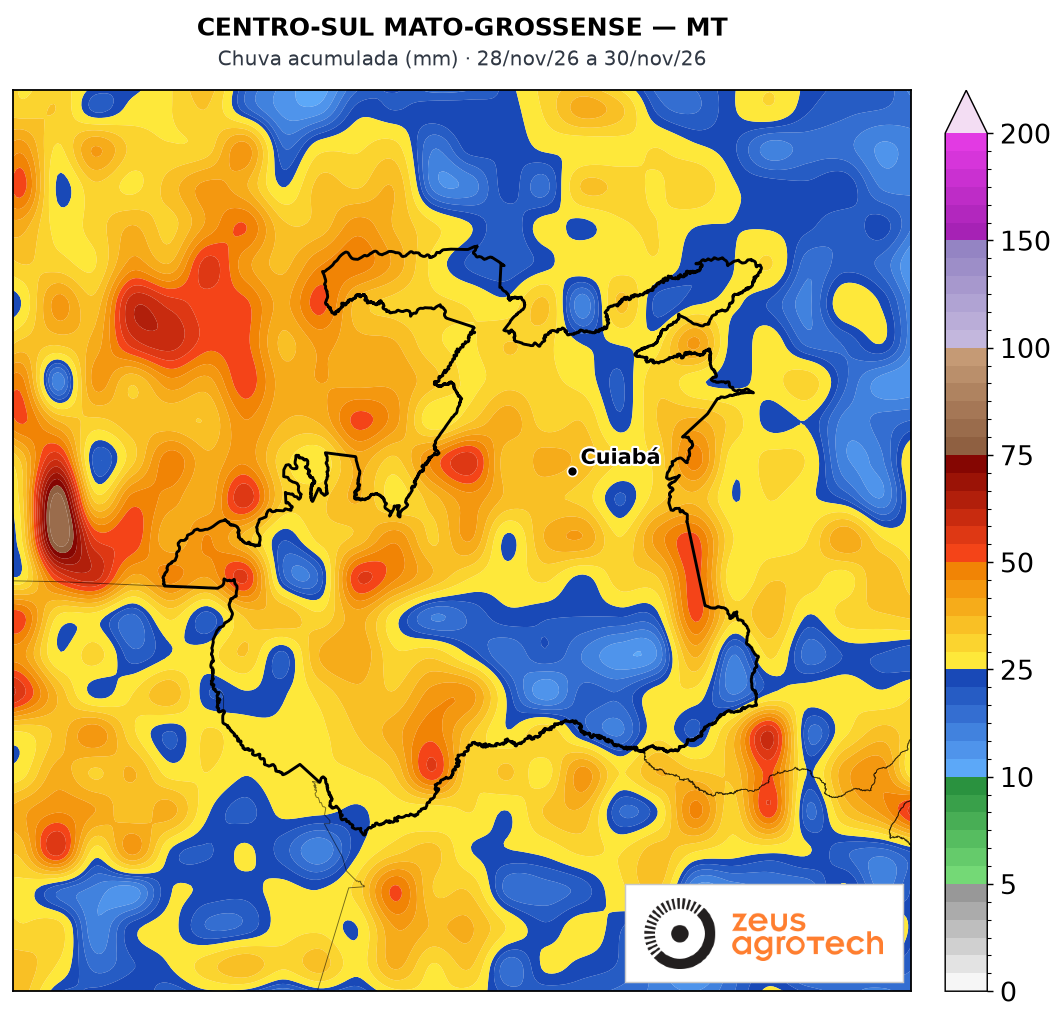 CENTRO-SUL MATO-GROSSENSE — MT
Chuva acumulada (mm) · 28/nov/26 a 30/nov/26
Cuiabá
200
150
100
75
50
25
10
5
0
zeus
agrotech